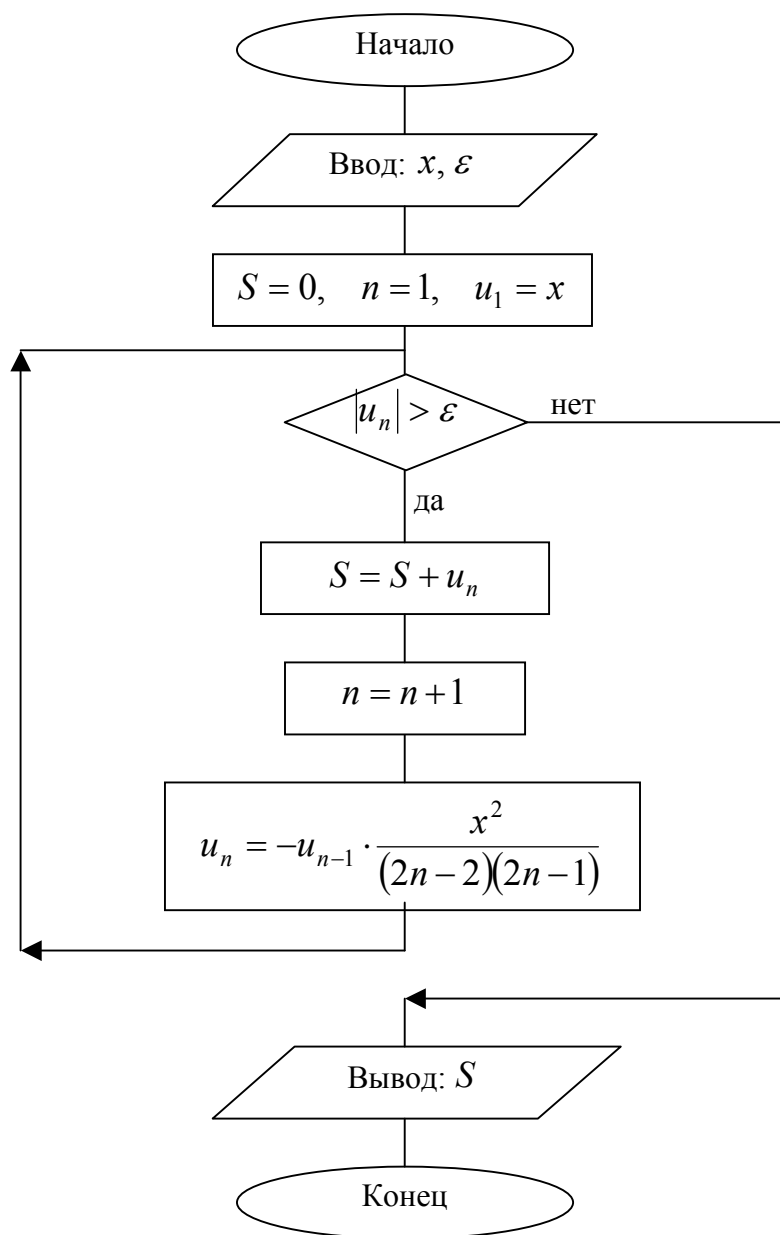 Начало
Ввод: x, ε
S = 0, n = 1, u₁ = x
|uₙ| > ε
нет
да
S = S + uₙ
n = n + 1
uₙ = −uₙ₋₁ · x² / (2n − 2)(2n − 1)
Вывод: S
Конец